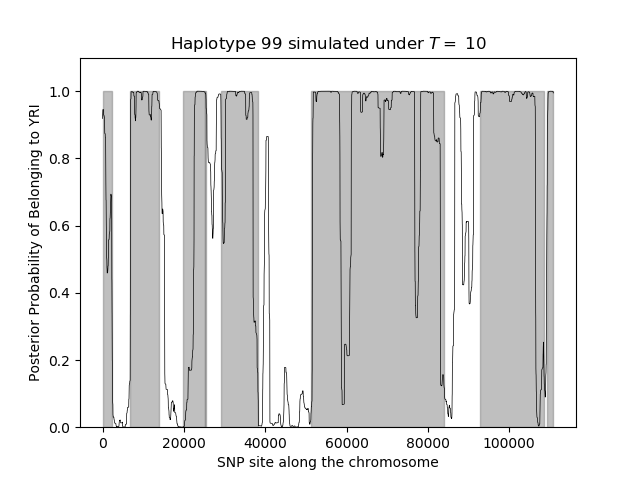 Haplotype 99 simulated under T = 10
Posterior Probability of Belonging to YRI
1.0
0.8
0.6
0.4
0.2
0.0
0 20000 40000 60000 80000 100000
SNP site along the chromosome